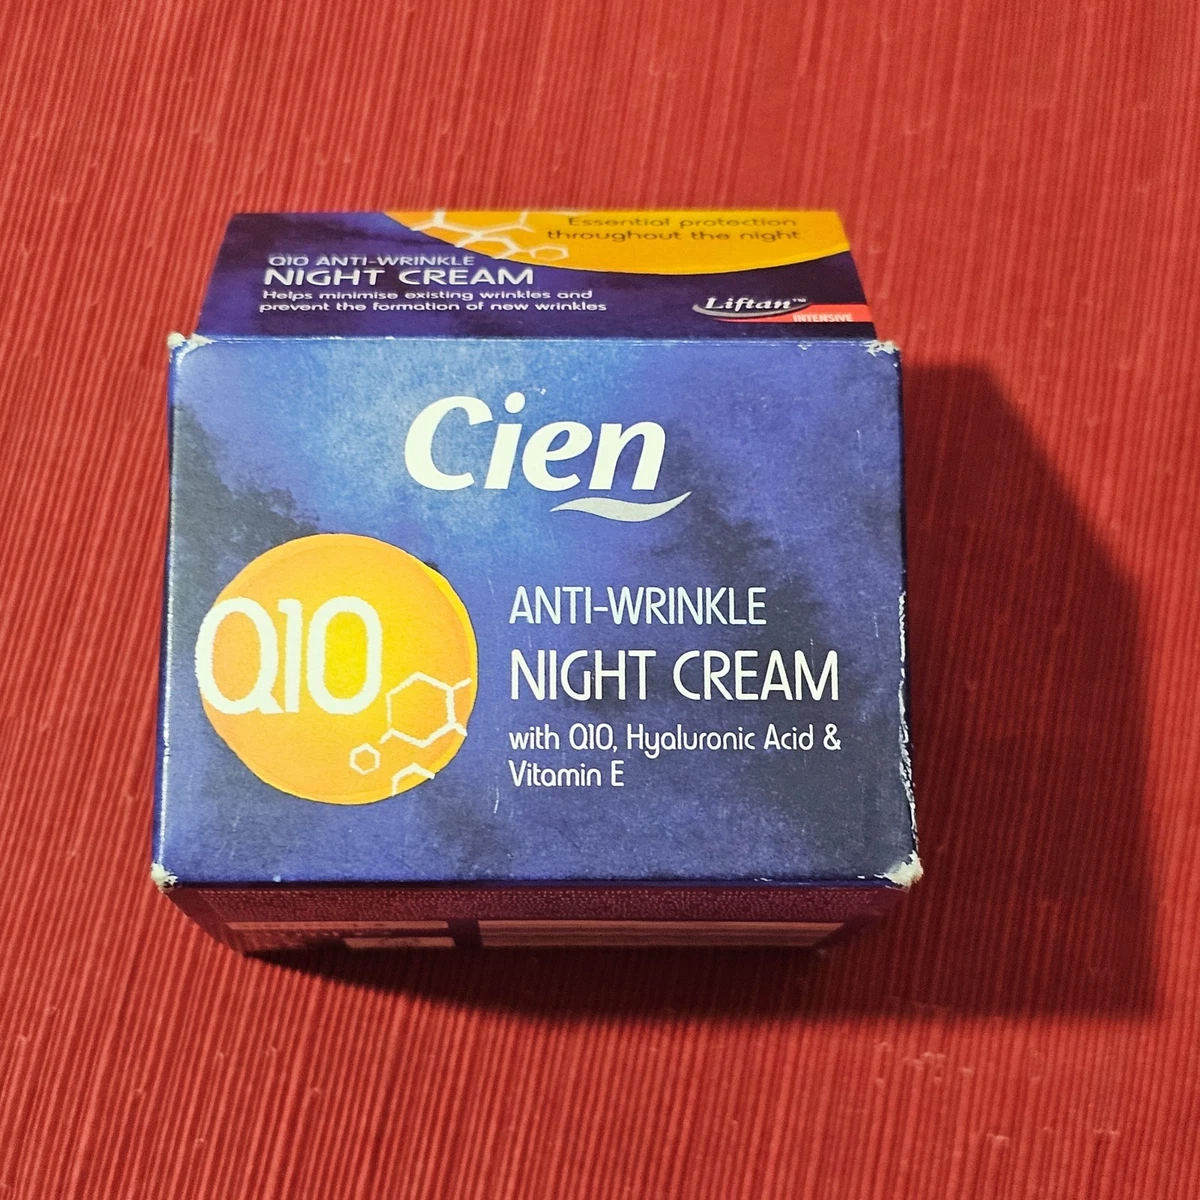 Essential protection
throughout the night
Q10 ANTI-WRINKLE
NIGHT CREAM
Helps minimise existing wrinkles and
prevent the formation of new wrinkles
Liftan™
INTENSIVE
Cien
Q10
ANTI-WRINKLE
NIGHT CREAM
with Q10, Hyaluronic Acid &
Vitamin E